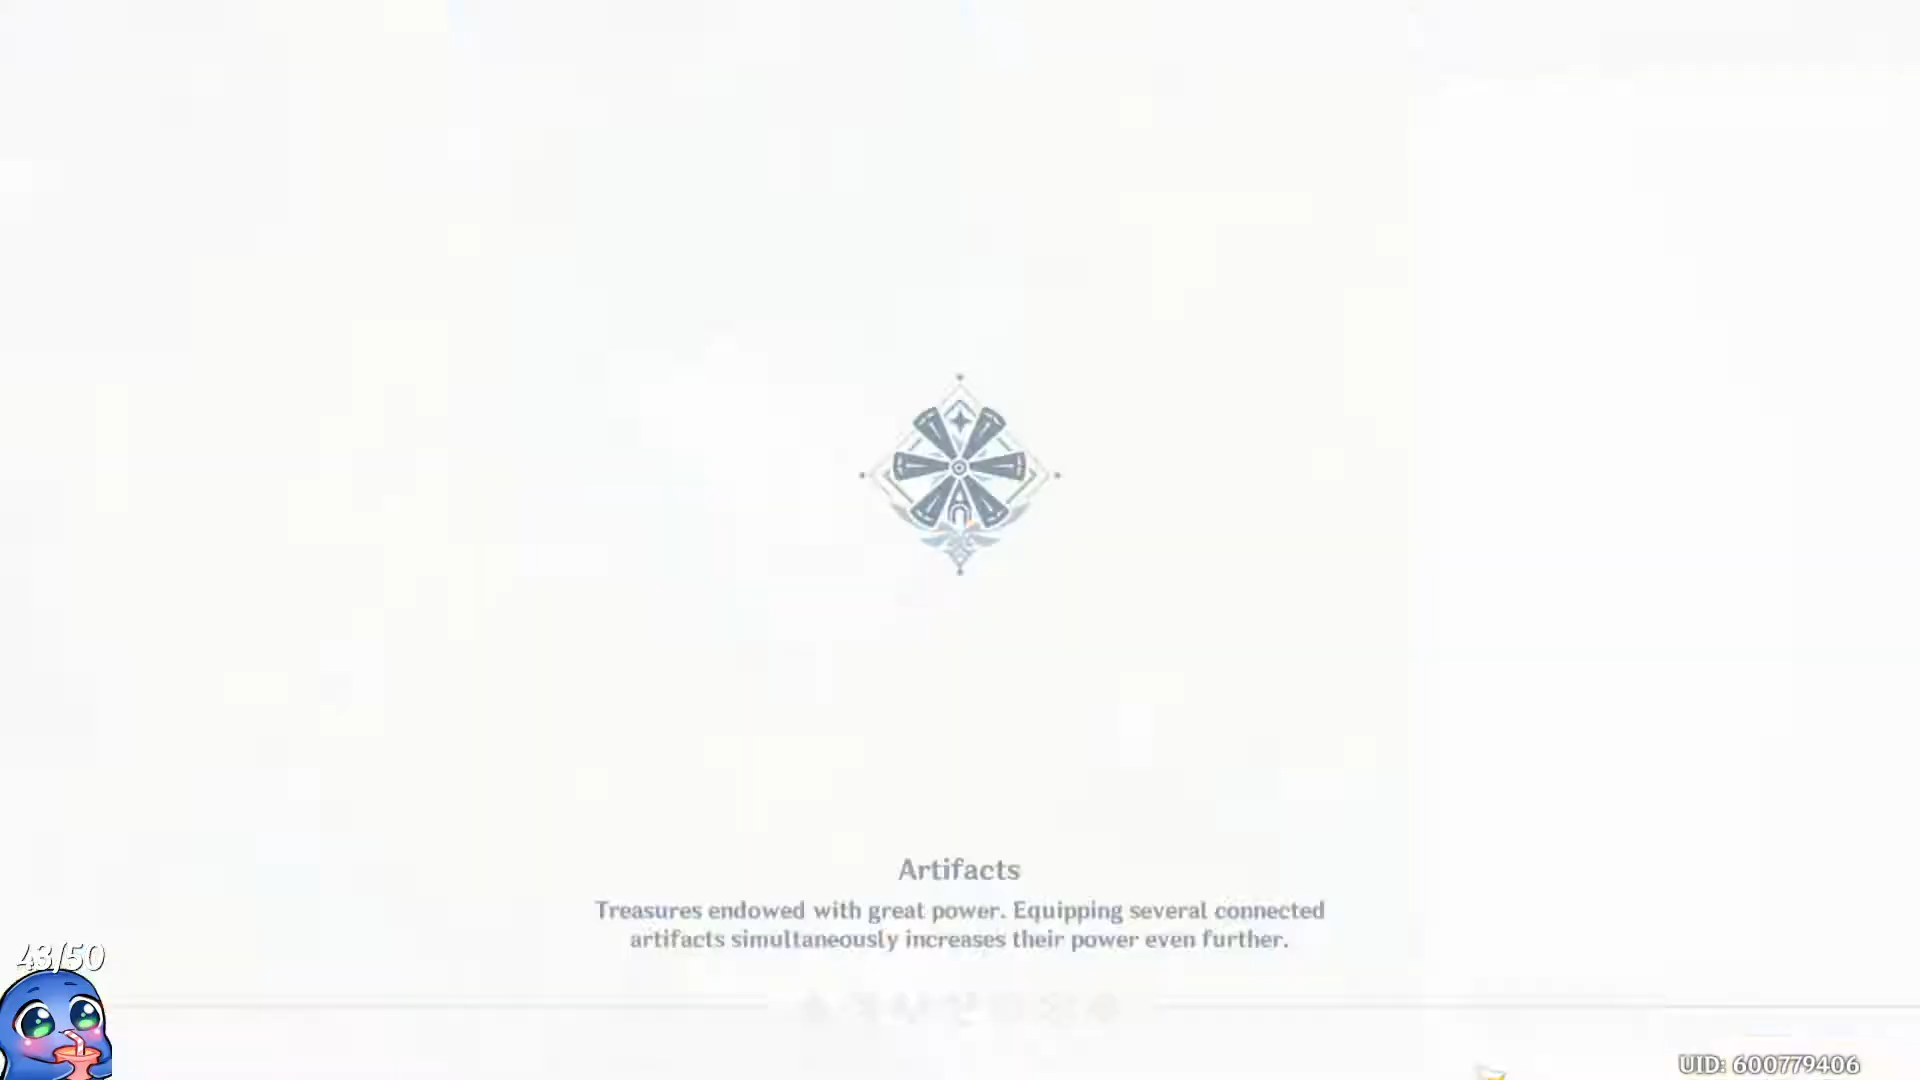 Artifacts
Treasures endowed with great power. Equipping several connected
artifacts simultaneously increases their power even further.
43/50
UID: 600779406